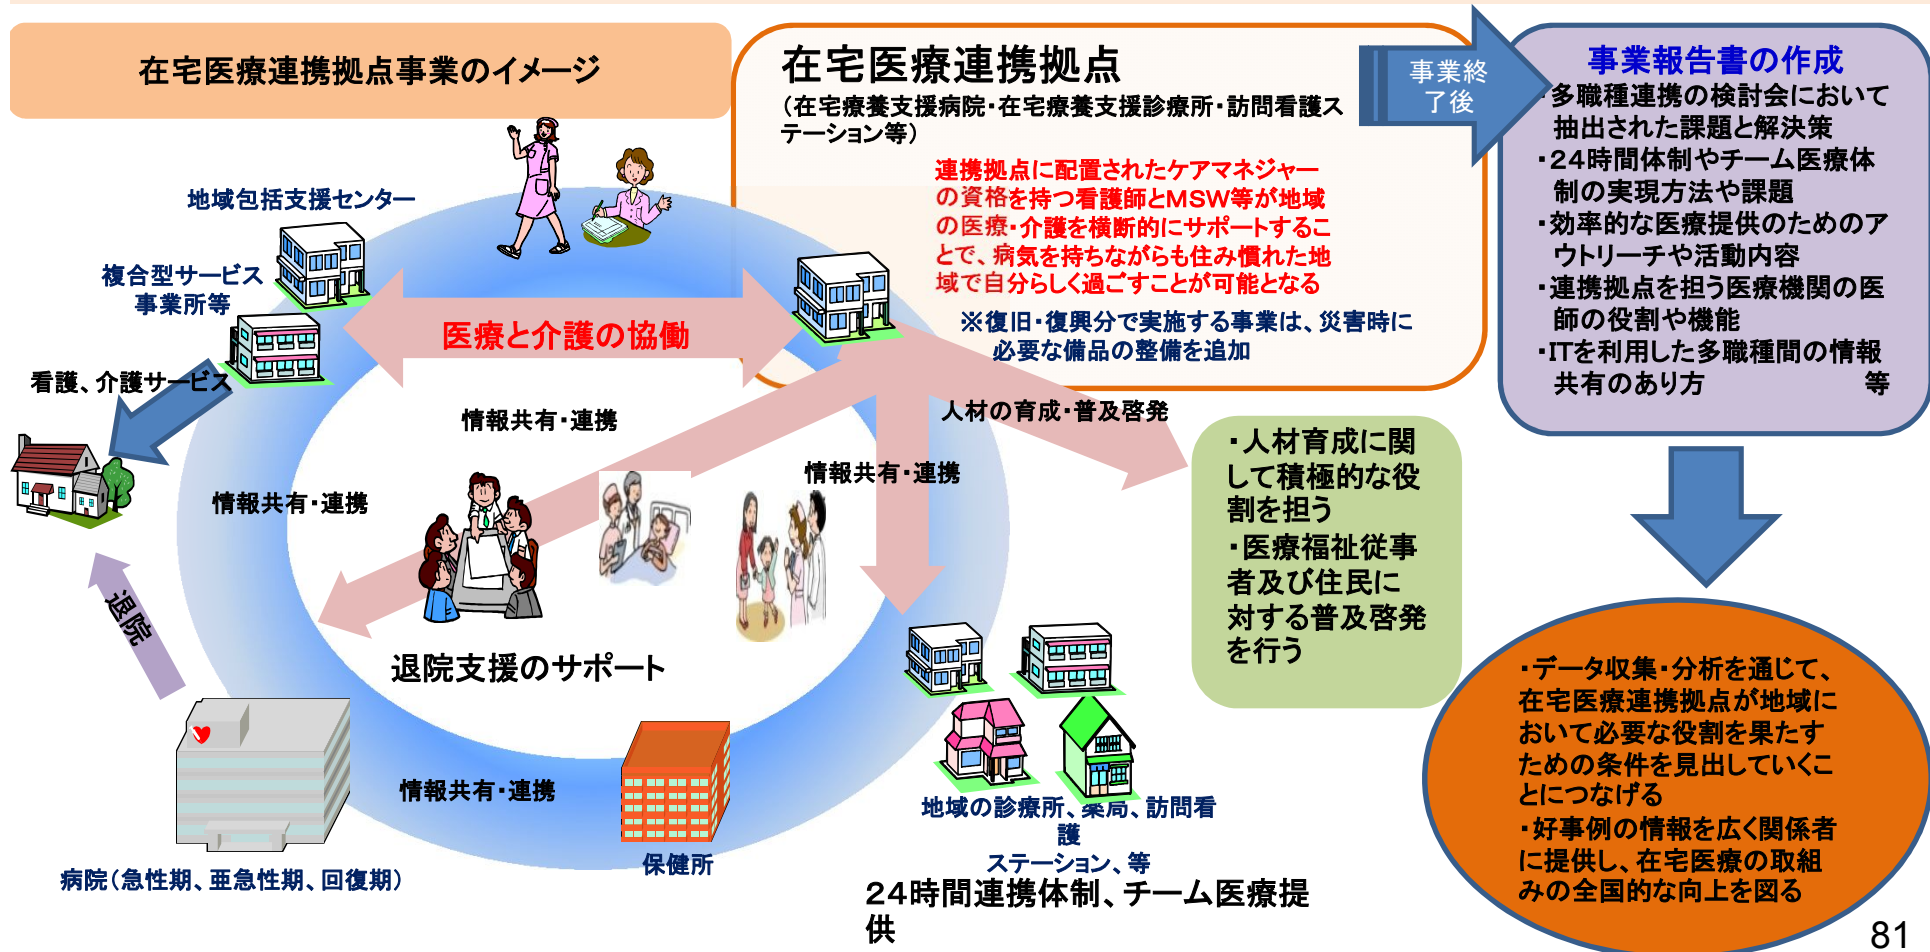 在宅医療連携拠点事業のイメージ
在宅医療連携拠点
(在宅療養支援病院・在宅療養支援診療所・訪問看護ス
テーション等)
連携拠点に配置されたケアマネジャー
の資格を持つ看護師とMSW等が地域
の医療・介護を横断的にサポートするこ
とで、病気を持ちながらも住み慣れた地
域で自分らしく過ごすことが可能となる
※復旧・復興分で実施する事業は、災害時に
必要な備品の整備を追加
事業終
了後
事業報告書の作成
・多職種連携の検討会において
抽出された課題と解決策
・24時間体制やチーム医療体
制の実現方法や課題
・効率的な医療提供のためのア
ウトリーチや活動内容
・連携拠点を担う医療機関の医
師の役割や機能
・ITを利用した多職種間の情報
共有のあり方 等
地域包括支援センター
複合型サービス
事業所等
医療と介護の協働
看護、介護サービス
情報共有・連携
人材の育成・普及啓発
情報共有・連携
情報共有・連携
・人材育成に関
して積極的な役
割を担う
・医療福祉従事
者及び住民に
対する普及啓発
を行う
退院
退院支援のサポート
・データ収集・分析を通じて、
在宅医療連携拠点が地域に
おいて必要な役割を果たす
ための条件を見出していくこ
とにつなげる
・好事例の情報を広く関係者
に提供し、在宅医療の取組
みの全国的な向上を図る
情報共有・連携
地域の診療所、薬局、訪問看
護
ステーション、等
保健所
病院(急性期、亜急性期、回復期)
24時間連携体制、チーム医療提
供
81